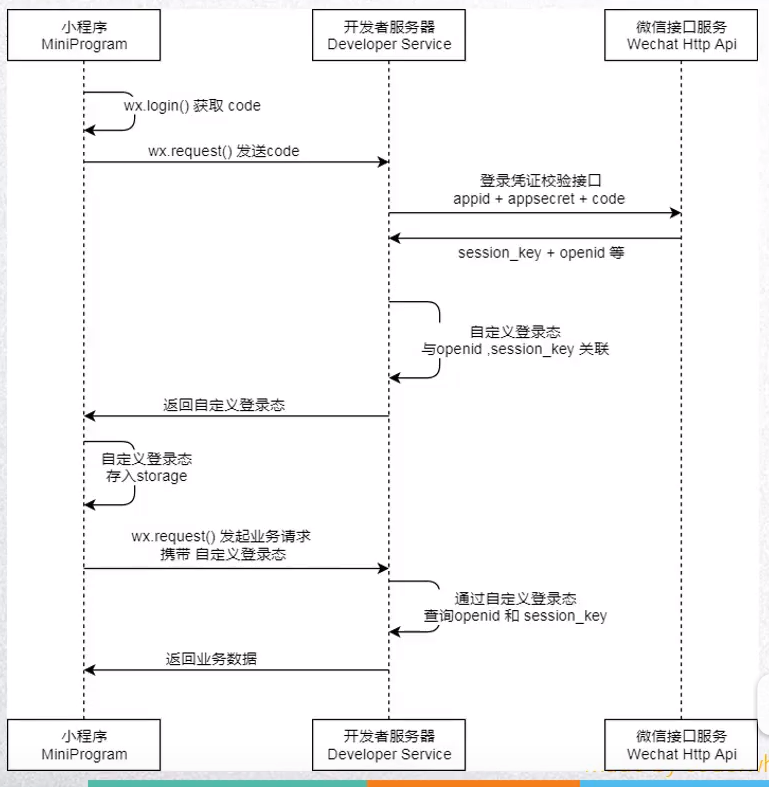 小程序
MiniProgram
开发者服务器
Developer Service
微信接口服务
Wechat Http Api
wx.login() 获取 code
wx.request() 发送code
登录凭证校验接口
appid + appsecret + code
session_key + openid 等
自定义登录态
与openid ,session_key 关联
返回自定义登录态
自定义登录态
存入storage
wx.request() 发起业务请求
携带 自定义登录态
通过自定义登录态
查询openid 和 session_key
返回业务数据
小程序
MiniProgram
开发者服务器
Developer Service
微信接口服务
Wechat Http Api